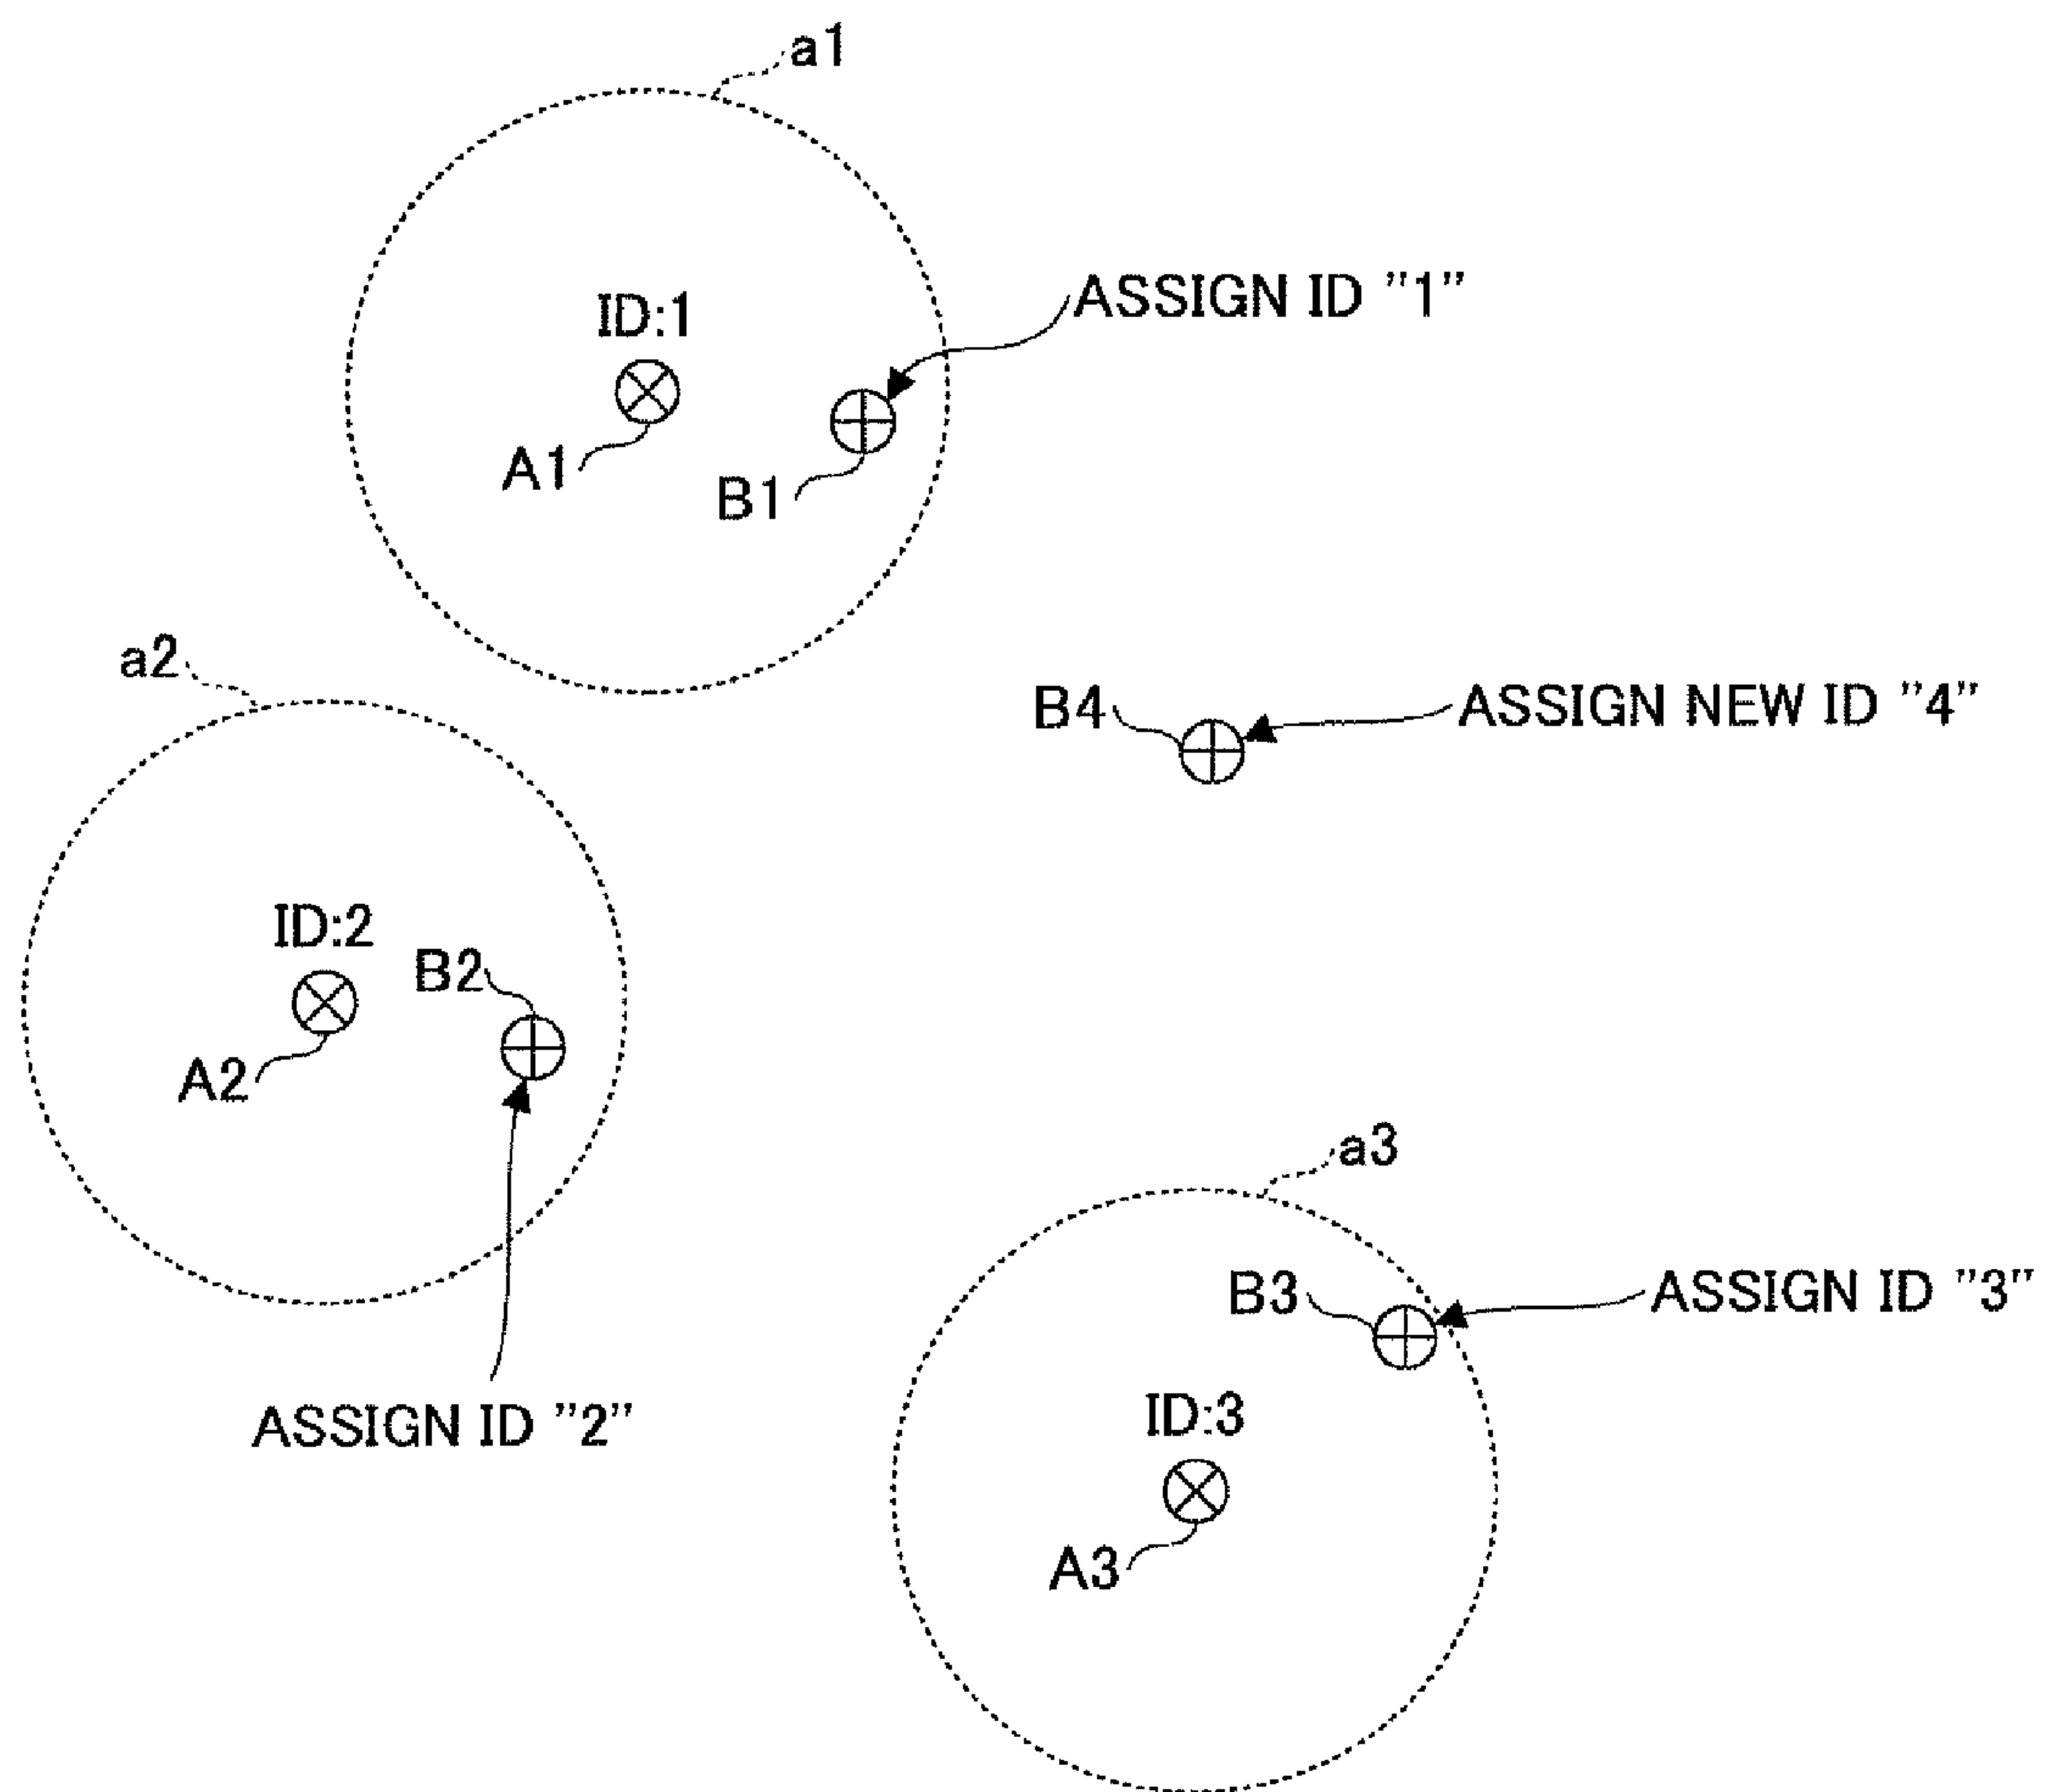 a1
ID:1
ASSIGN ID "1"
A1
B1
a2
B4
ASSIGN NEW ID "4"
ID:2
B2
A2
a3
B3
ASSIGN ID "3"
ASSIGN ID "2"
ID:3
A3